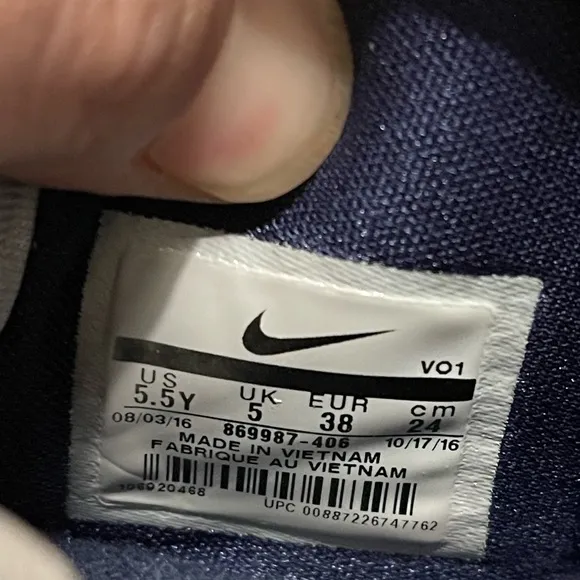 VO1
US UK EUR cm
5.5Y 5 38 24
08/03/16 869987-406 10/17/16
MADE IN VIETNAM
FABRIQUE AU VIETNAM
UPC 00887226747762